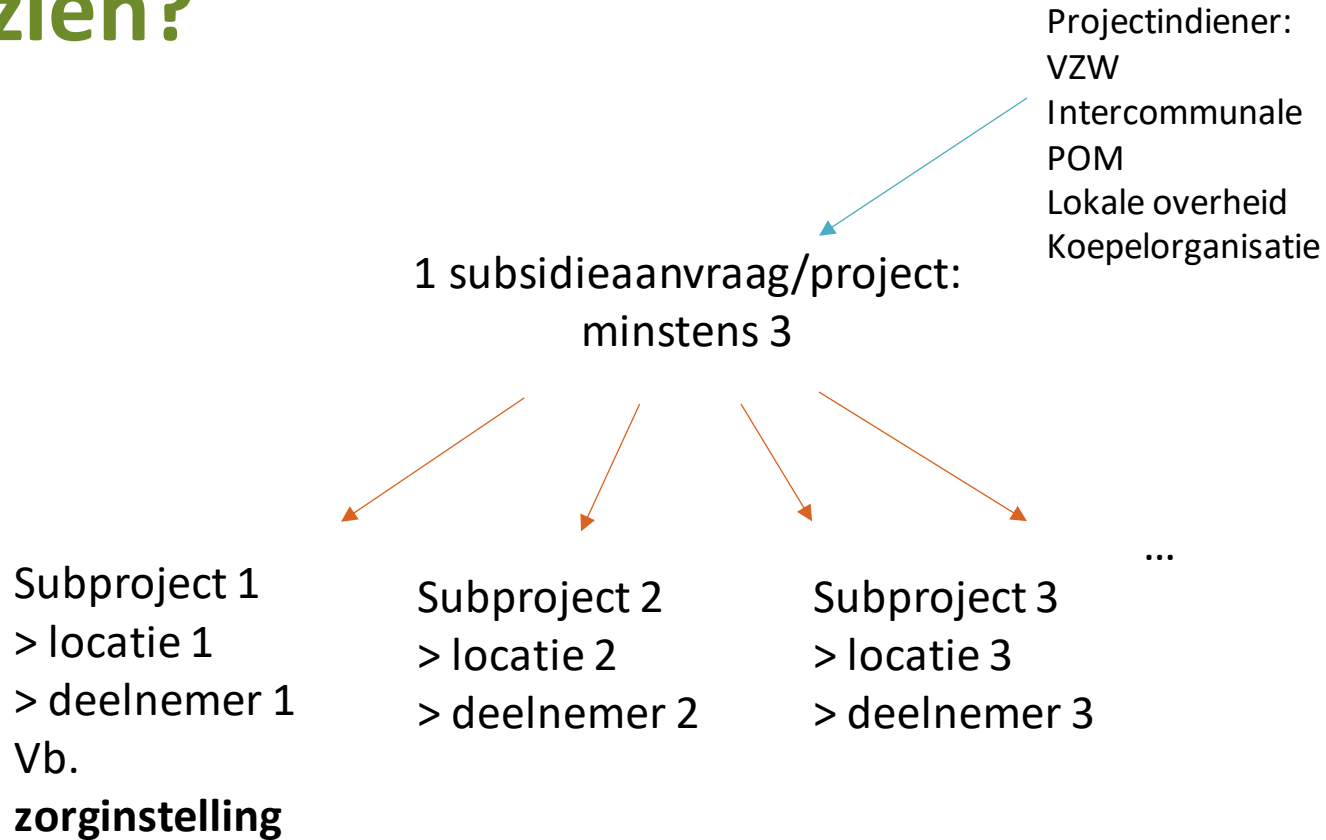 zien?
Projectindiener:
VZW
Intercommunale
POM
Lokale overheid
Koepelorganisatie
1 subsidieaanvraag/project:
minstens 3
Subproject 1
> locatie 1
> deelnemer 1
Vb.
zorginstelling
Subproject 2
> locatie 2
> deelnemer 2
Subproject 3
> locatie 3
> deelnemer 3
...